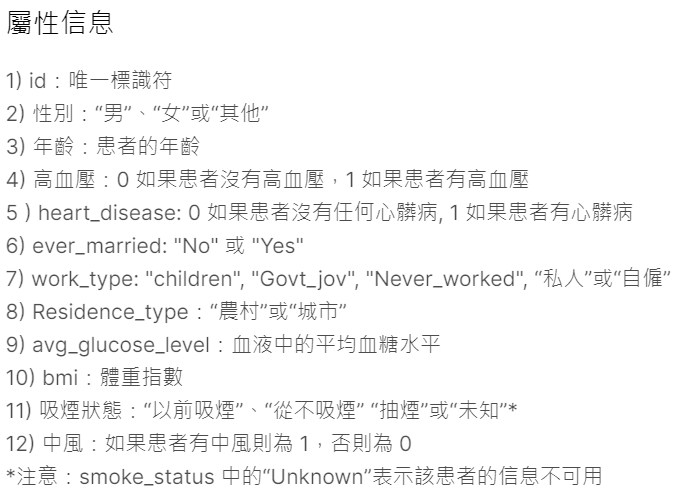 屬性信息
1) id：唯一標識符
2) 性別：“男”、“女”或“其他”
3) 年齡：患者的年齡
4) 高血壓：0 如果患者沒有高血壓，1 如果患者有高血壓
5 ) heart_disease: 0 如果患者沒有任何心臟病, 1 如果患者有心臟病
6) ever_married: "No" 或 "Yes"
7) work_type: "children", "Govt_jov", "Never_worked", “私人”或“自僱”
8) Residence_type：“農村”或“城市”
9) avg_glucose_level：血液中的平均血糖水平
10) bmi：體重指數
11) 吸煙狀態：“以前吸煙”、“從不吸煙” “抽煙”或“未知”*
12) 中風：如果患者有中風則為 1，否則為 0
*注意：smoke_status 中的“Unknown”表示該患者的信息不可用